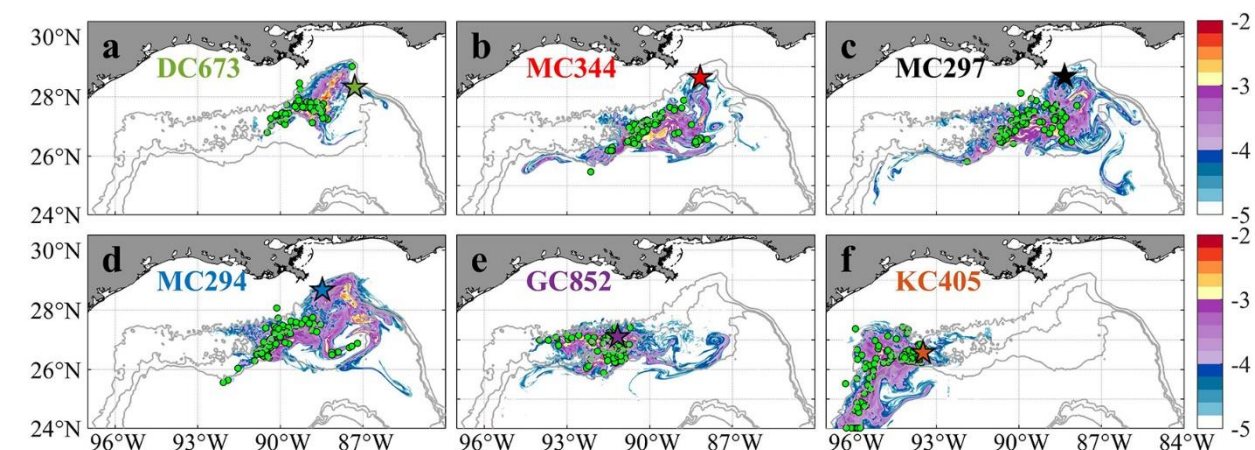 30°N
28°N
26°N
24°N
a
DC673
b
MC344
c
MC297
-2
-3
-4
-5
30°N
28°N
26°N
24°N
d
MC294
e
GC852
f
KC405
-2
-3
-4
-5
96°W 93°W 90°W 87°W
96°W 93°W 90°W 87°W
96°W 93°W 90°W 87°W 84°W